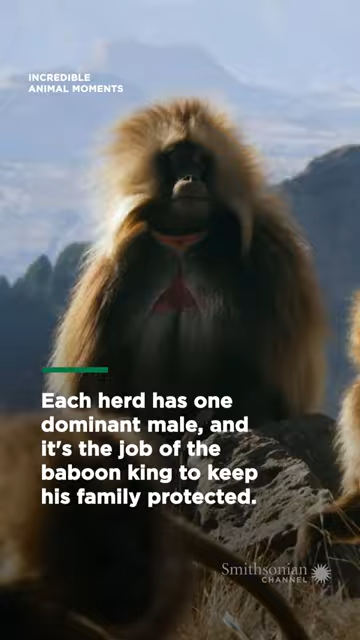 INCREDIBLE
ANIMAL MOMENTS
Each herd has one
dominant male, and
it's the job of the
baboon king to keep
his family protected.
Smithsonian
CHANNEL